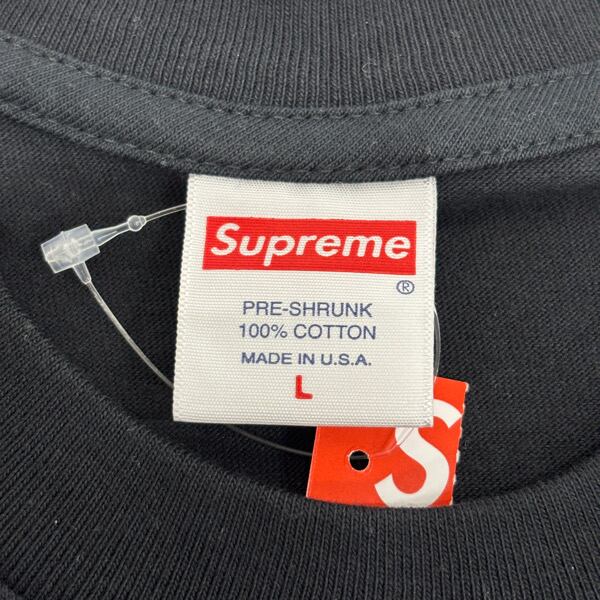 Supreme
®
PRE-SHRUNK
100% COTTON
MADE IN U.S.A.
L
S